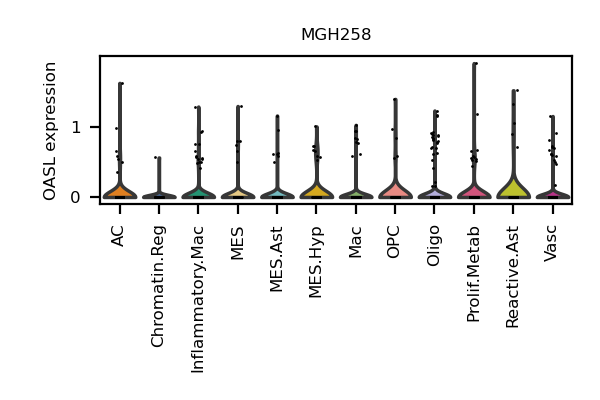 MGH258
OASL expression
1
0
AC
Chromatin.Reg
Inflammatory.Mac
MES
MES.Ast
MES.Hyp
Mac
OPC
Oligo
Prolif.Metab
Reactive.Ast
Vasc